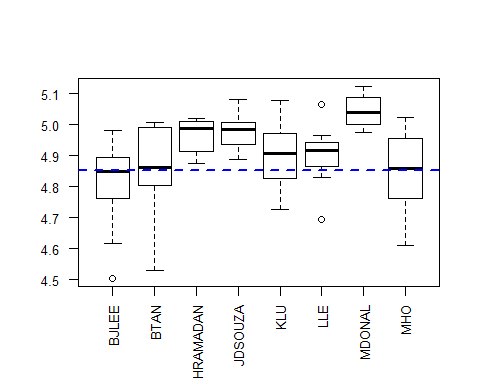 5.1
5.0
4.9
4.8
4.7
4.6
4.5
BJLEE
BTAN
HRAMADAN
JDSOUZA
KLU
LLE
MDONAL
MHO